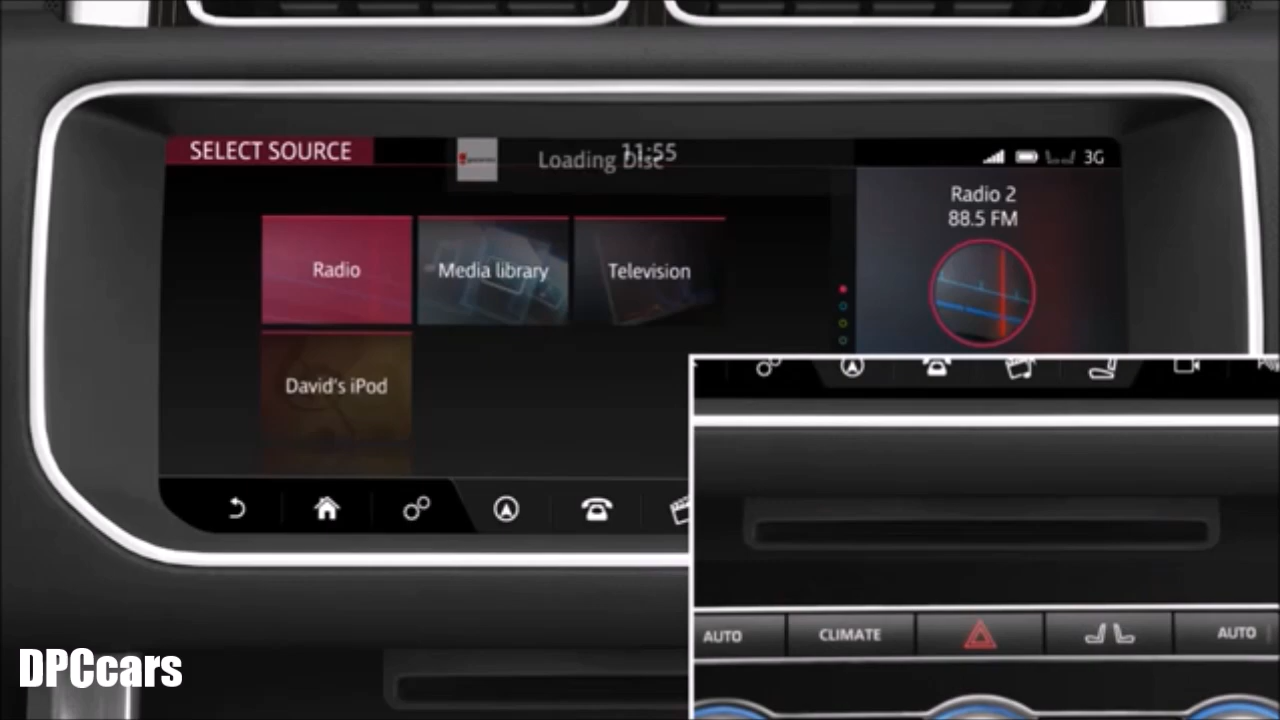 SELECT SOURCE
Loading Disc
11:55
3G
Radio 2
88.5 FM
Radio
Media library
Television
David's iPod
AUTO
CLIMATE
AUTO
DPCcars